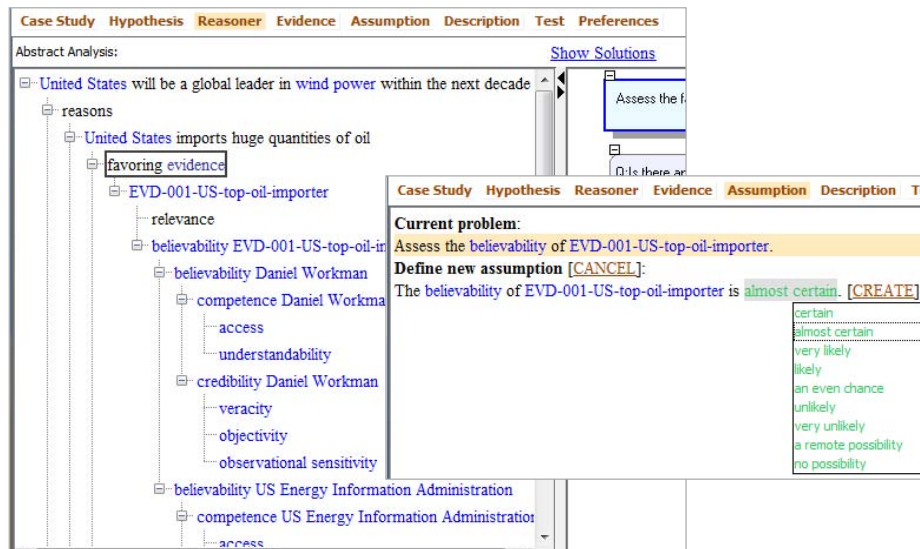 Case Study Hypothesis Reasoner Evidence Assumption Description Test Preferences
Abstract Analysis:
Show Solutions
United States will be a global leader in wind power within the next decade
reasons
United States imports huge quantities of oil
favoring evidence
EVD-001-US-top-oil-importer
relevance
believability EVD-001-US-top-oil-im
believability Daniel Workman
competence Daniel Workma
access
understandability
credibility Daniel Workman
veracity
objectivity
observational sensitivity
believability US Energy Information Administration
competence US Energy Information Administration
access
Assess the
Q:Is there
Case Study Hypothesis Reasoner Evidence Assumption Description
Current problem:
Assess the believability of EVD-001-US-top-oil-importer.
Define new assumption [CANCEL]:
The believability of EVD-001-US-top-oil-importer is almost certain. [CREATE]
certain
almost certain
very likely
likely
an even chance
unlikely
very unlikely
a remote possibility
no possibility